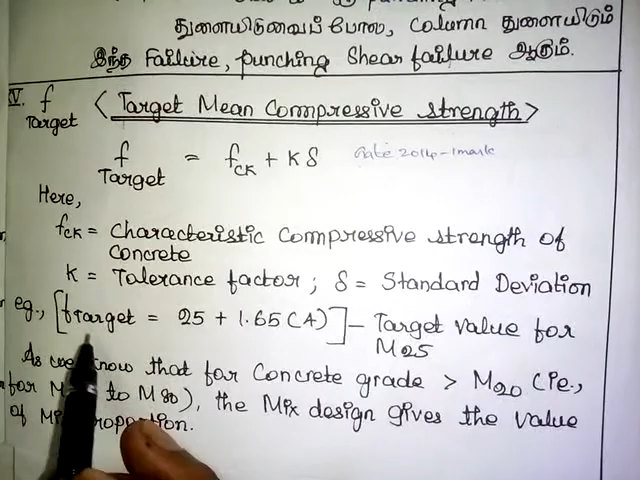 துளையிடுவைப் போல, column துளையிடும்
இந்த Failure, punching Shear failure ஆகும்.
V. f Target < Target Mean Compressive strength >
f Target = fck + K δ Gate 2014 - 1 mark
Here,
fck = Characteristic Compressive strength of
Concrete
K = Tolerance factor ; δ = Standard Deviation
eg., [f Target = 25 + 1.65 (4)] - Target value for
M25
As we know that for Concrete grade > M20 (ie.,
for M to M80), the Mix design gives the value
of Mix proportion.